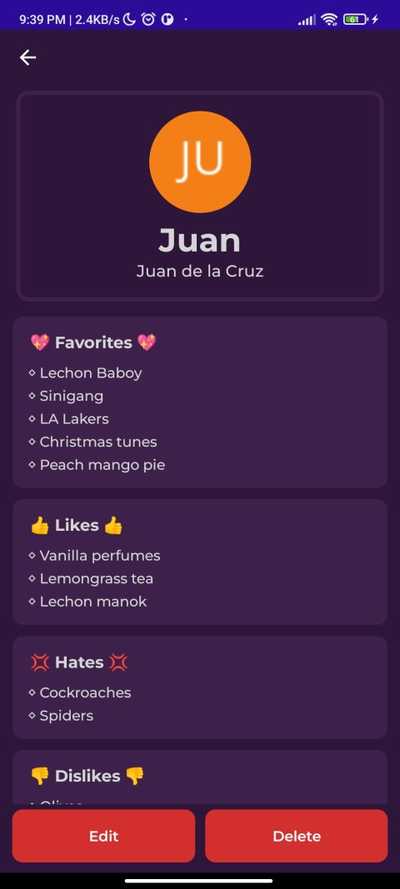 9:39 PM | 2.4KB/s
61
JU
Juan
Juan de la Cruz
💖 Favorites 💖
⋄ Lechon Baboy
⋄ Sinigang
⋄ LA Lakers
⋄ Christmas tunes
⋄ Peach mango pie
👍 Likes 👍
⋄ Vanilla perfumes
⋄ Lemongrass tea
⋄ Lechon manok
💢 Hates 💢
⋄ Cockroaches
⋄ Spiders
👎 Dislikes 👎
Edit
Delete